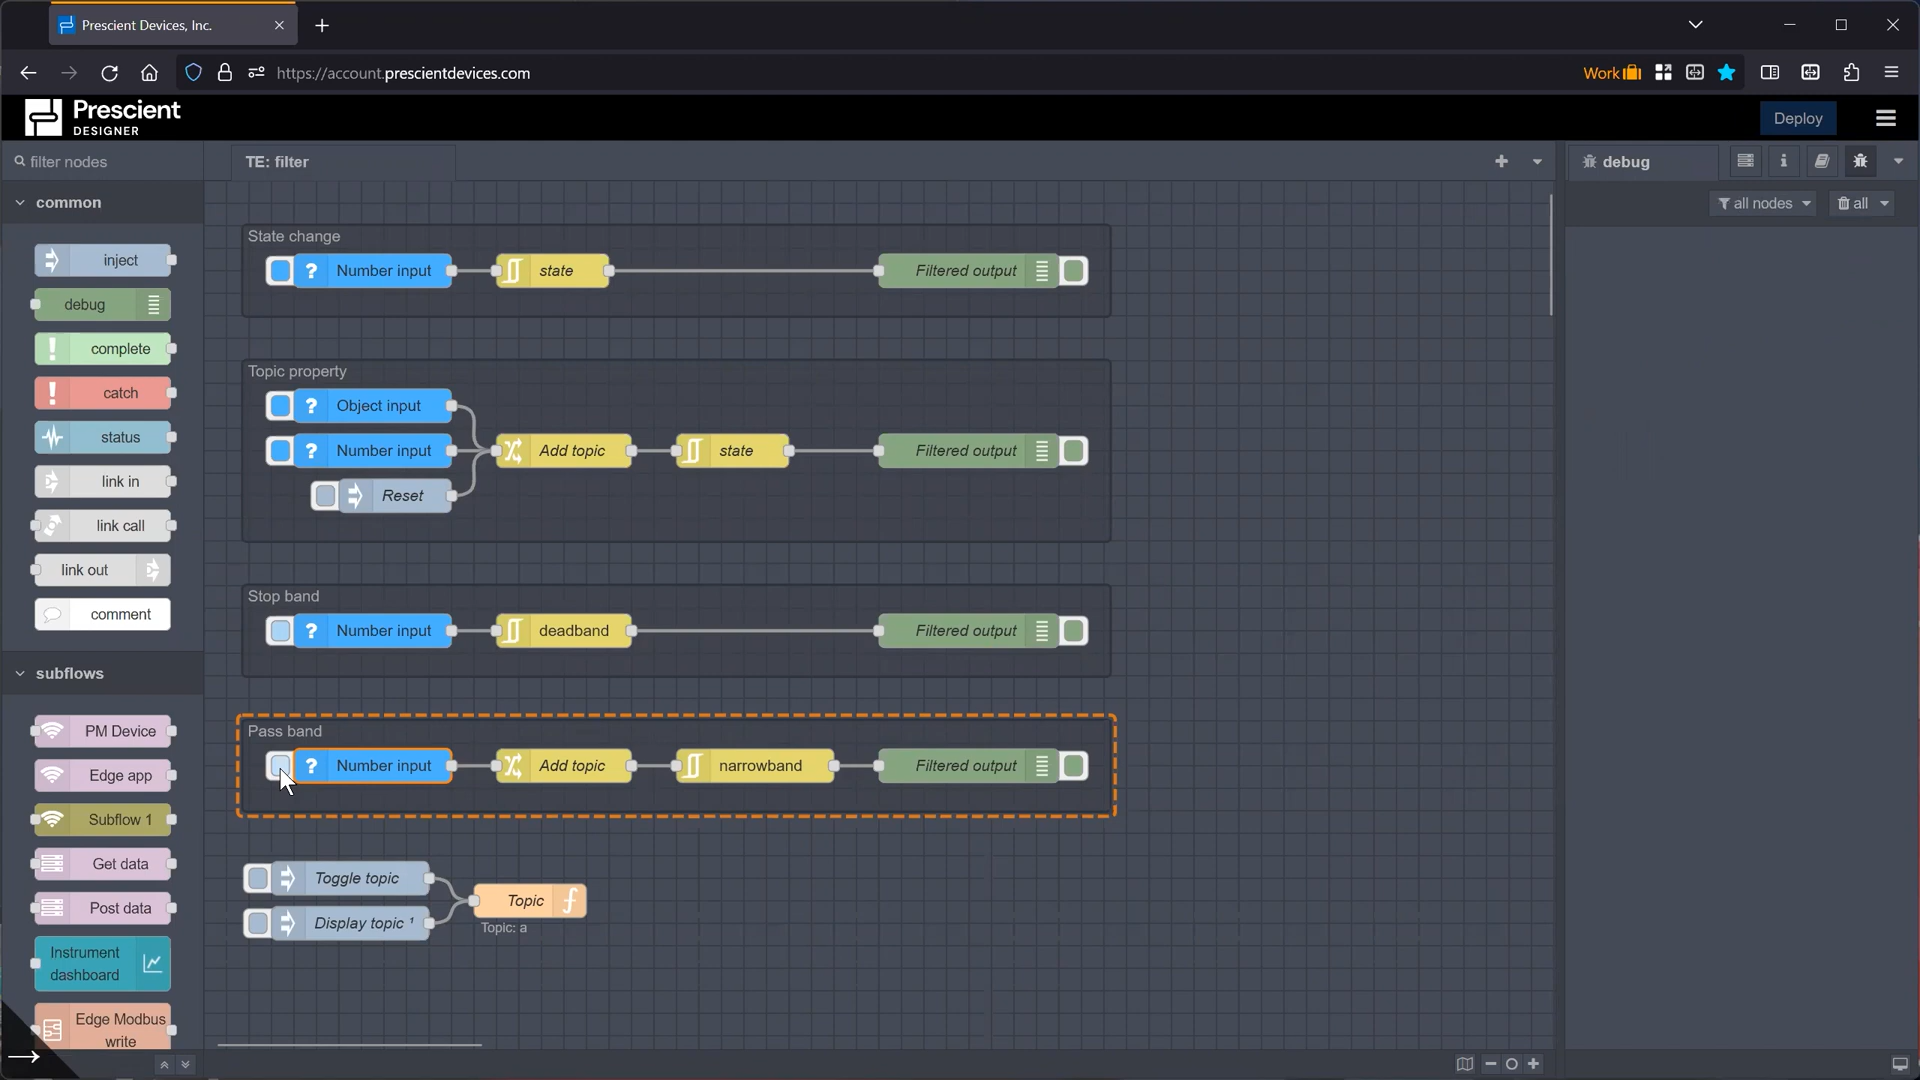 Prescient Devices, Inc.
https://account.prescientdevices.com
Work
Prescient
DESIGNER
Deploy
filter nodes
TE: filter
debug
common
all nodes
all
inject
debug
complete
catch
status
link in
link call
link out
comment
subflows
PM Device
Edge app
Subflow 1
Get data
Post data
Instrument
dashboard
Edge Modbus
write
State change
? Number input
state
Filtered output
Topic property
? Object input
? Number input
Add topic
state
Filtered output
Reset
Stop band
? Number input
deadband
Filtered output
Pass band
? Number input
Add topic
narrowband
Filtered output
Toggle topic
Display topic ¹
Topic
Topic: a